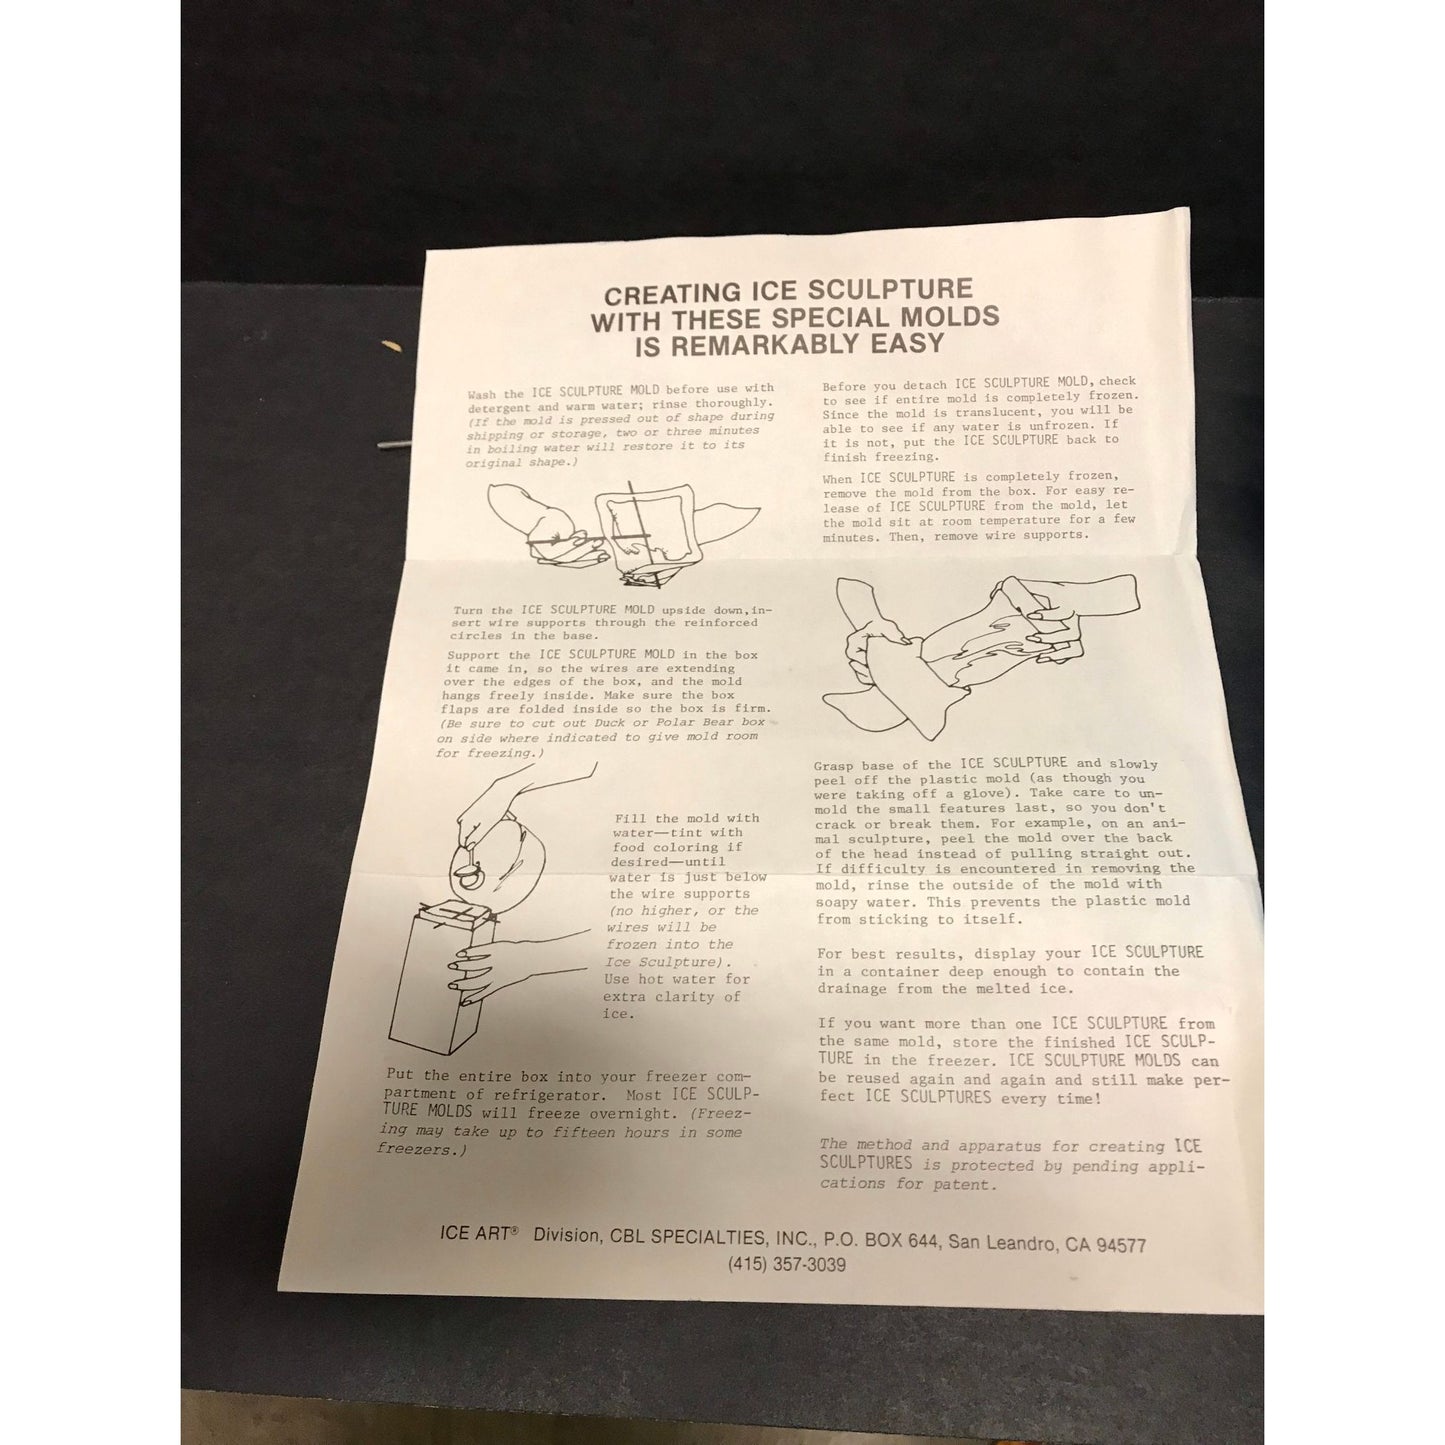 CREATING ICE SCULPTURE
WITH THESE SPECIAL MOLDS
IS REMARKABLY EASY
Wash the ICE SCULPTURE MOLD before use with
detergent and warm water; rinse thoroughly.
(If the mold is pressed out of shape during
shipping or storage, two or three minutes
in boiling water will restore it to its
original shape.)
Turn the ICE SCULPTURE MOLD upside down,in-
sert wire supports through the reinforced
circles in the base.
Support the ICE SCULPTURE MOLD in the box
it came in, so the wires are extending
over the edges of the box, and the mold
hangs freely inside. Make sure the box
flaps are folded inside so the box is firm.
(Be sure to cut out Duck or Polar Bear box
on side where indicated to give mold room
for freezing.)
Fill the mold with
water—tint with
food coloring if
desired—until
water is just below
the wire supports
(no higher, or the
wires will be
frozen into the
Ice Sculpture).
Use hot water for
extra clarity of
ice.
Put the entire box into your freezer com-
partment of refrigerator. Most ICE SCULP-
TURE MOLDS will freeze overnight. (Freez-
ing may take up to fifteen hours in some
freezers.)
Before you detach ICE SCULPTURE MOLD, check
to see if entire mold is completely frozen.
Since the mold is translucent, you will be
able to see if any water is unfrozen. If
it is not, put the ICE SCULPTURE back to
finish freezing.
When ICE SCULPTURE is completely frozen,
remove the mold from the box. For easy re-
lease of ICE SCULPTURE from the mold, let
the mold sit at room temperature for a few
minutes. Then, remove wire supports.
Grasp base of the ICE SCULPTURE and slowly
peel off the plastic mold (as though you
were taking off a glove). Take care to un-
mold the small features last, so you don't
crack or break them. For example, on an ani-
mal sculpture, peel the mold over the back
of the head instead of pulling straight out.
If difficulty is encountered in removing the
mold, rinse the outside of the mold with
soapy water. This prevents the plastic mold
from sticking to itself.
For best results, display your ICE SCULPTURE
in a container deep enough to contain the
drainage from the melted ice.
If you want more than one ICE SCULPTURE from
the same mold, store the finished ICE SCULP-
TURE in the freezer. ICE SCULPTURE MOLDS can
be reused again and again and still make per-
fect ICE SCULPTURES every time!
The method and apparatus for creating ICE
SCULPTURES is protected by pending appli-
cations for patent.
ICE ART® Division, CBL SPECIALTIES, INC., P.O. BOX 644, San Leandro, CA 94577
(415) 357-3039